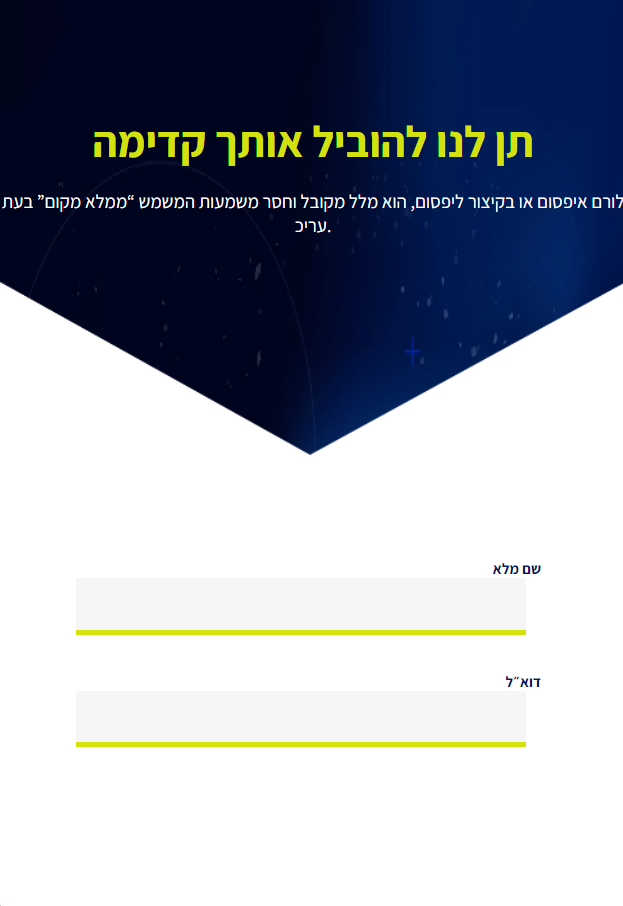 תן לנו להוביל אותך קדימה
לורם איפסום או בקיצור ליפסום, הוא מלל מקובל וחסר משמעות המשמש “ממלא מקום” בעת
עריכ.
שם מלא
דוא״ל